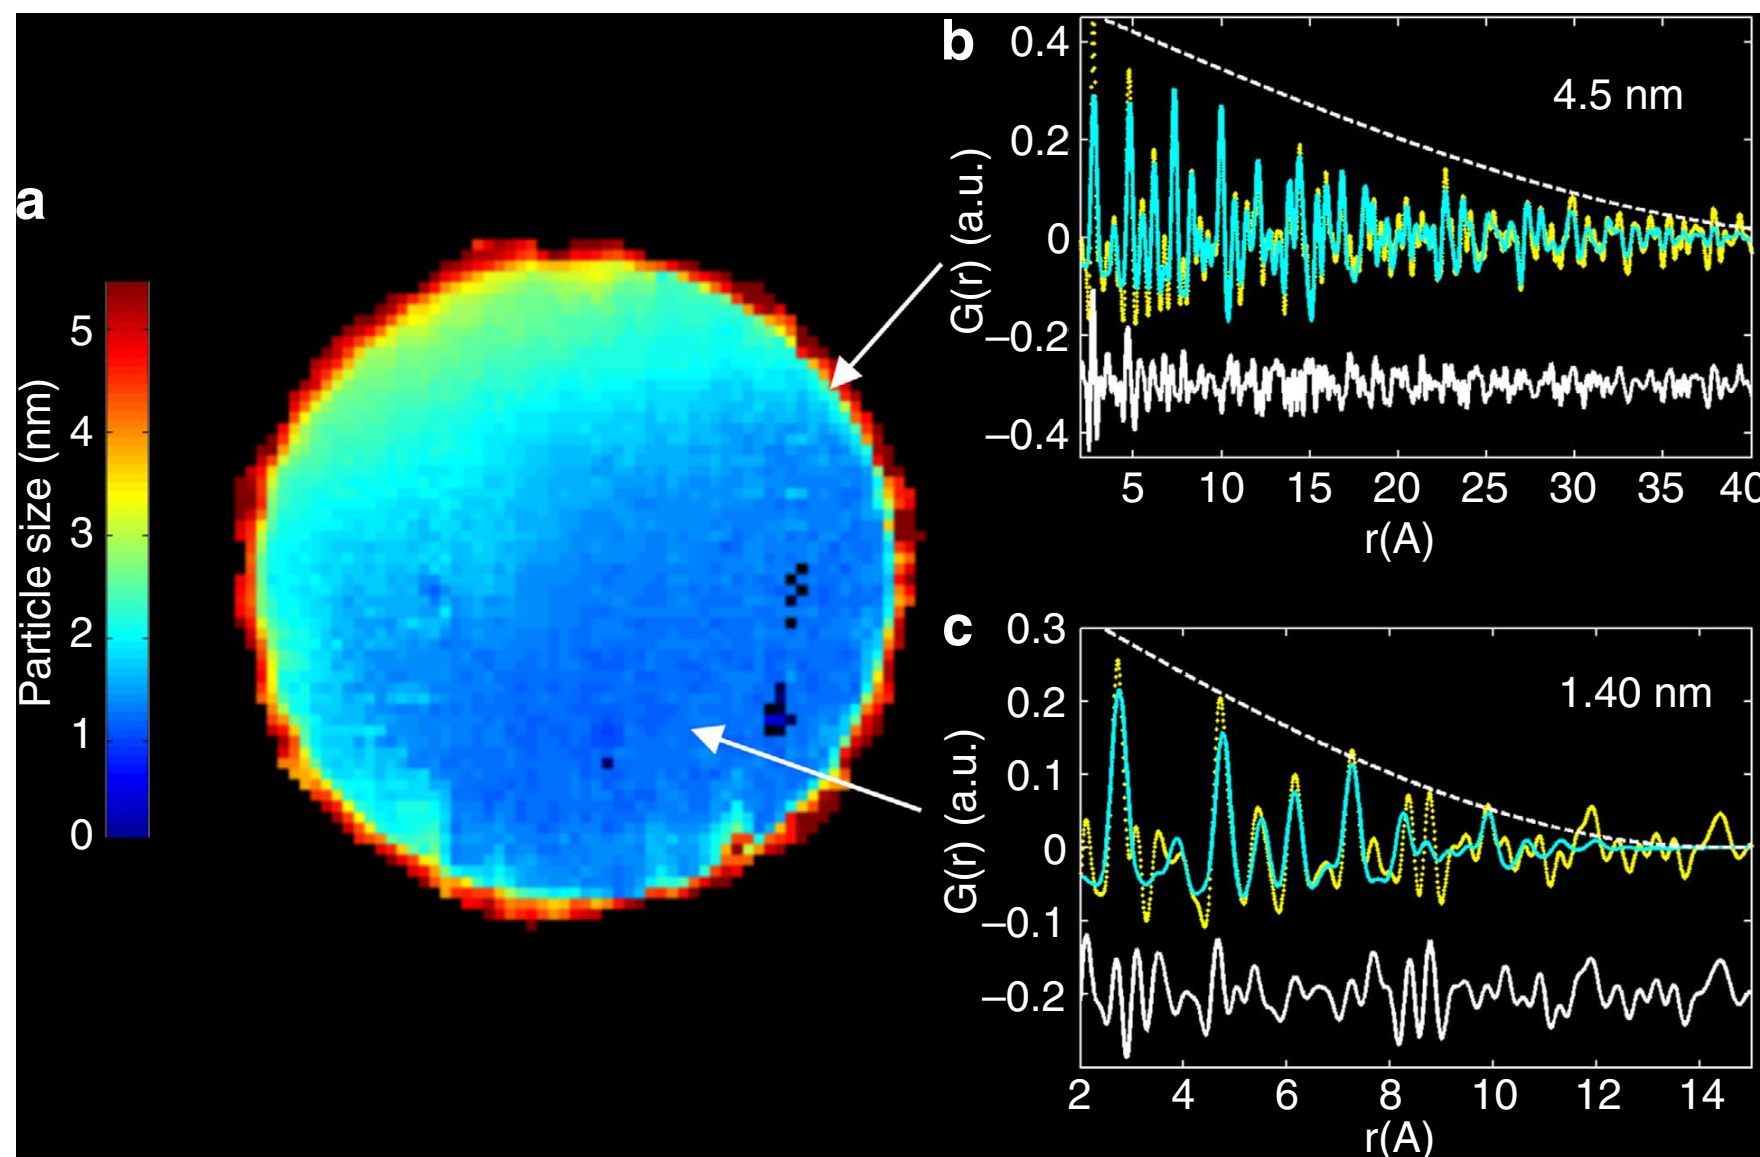 a
Particle size (nm)
5
4
3
2
1
0
b
4.5 nm
G(r) (a.u.)
0.4
0.2
0
–0.2
–0.4
5 10 15 20 25 30 35 40
r(A)
c
1.40 nm
G(r) (a.u.)
0.3
0.2
0.1
0
–0.1
–0.2
2 4 6 8 10 12 14
r(A)